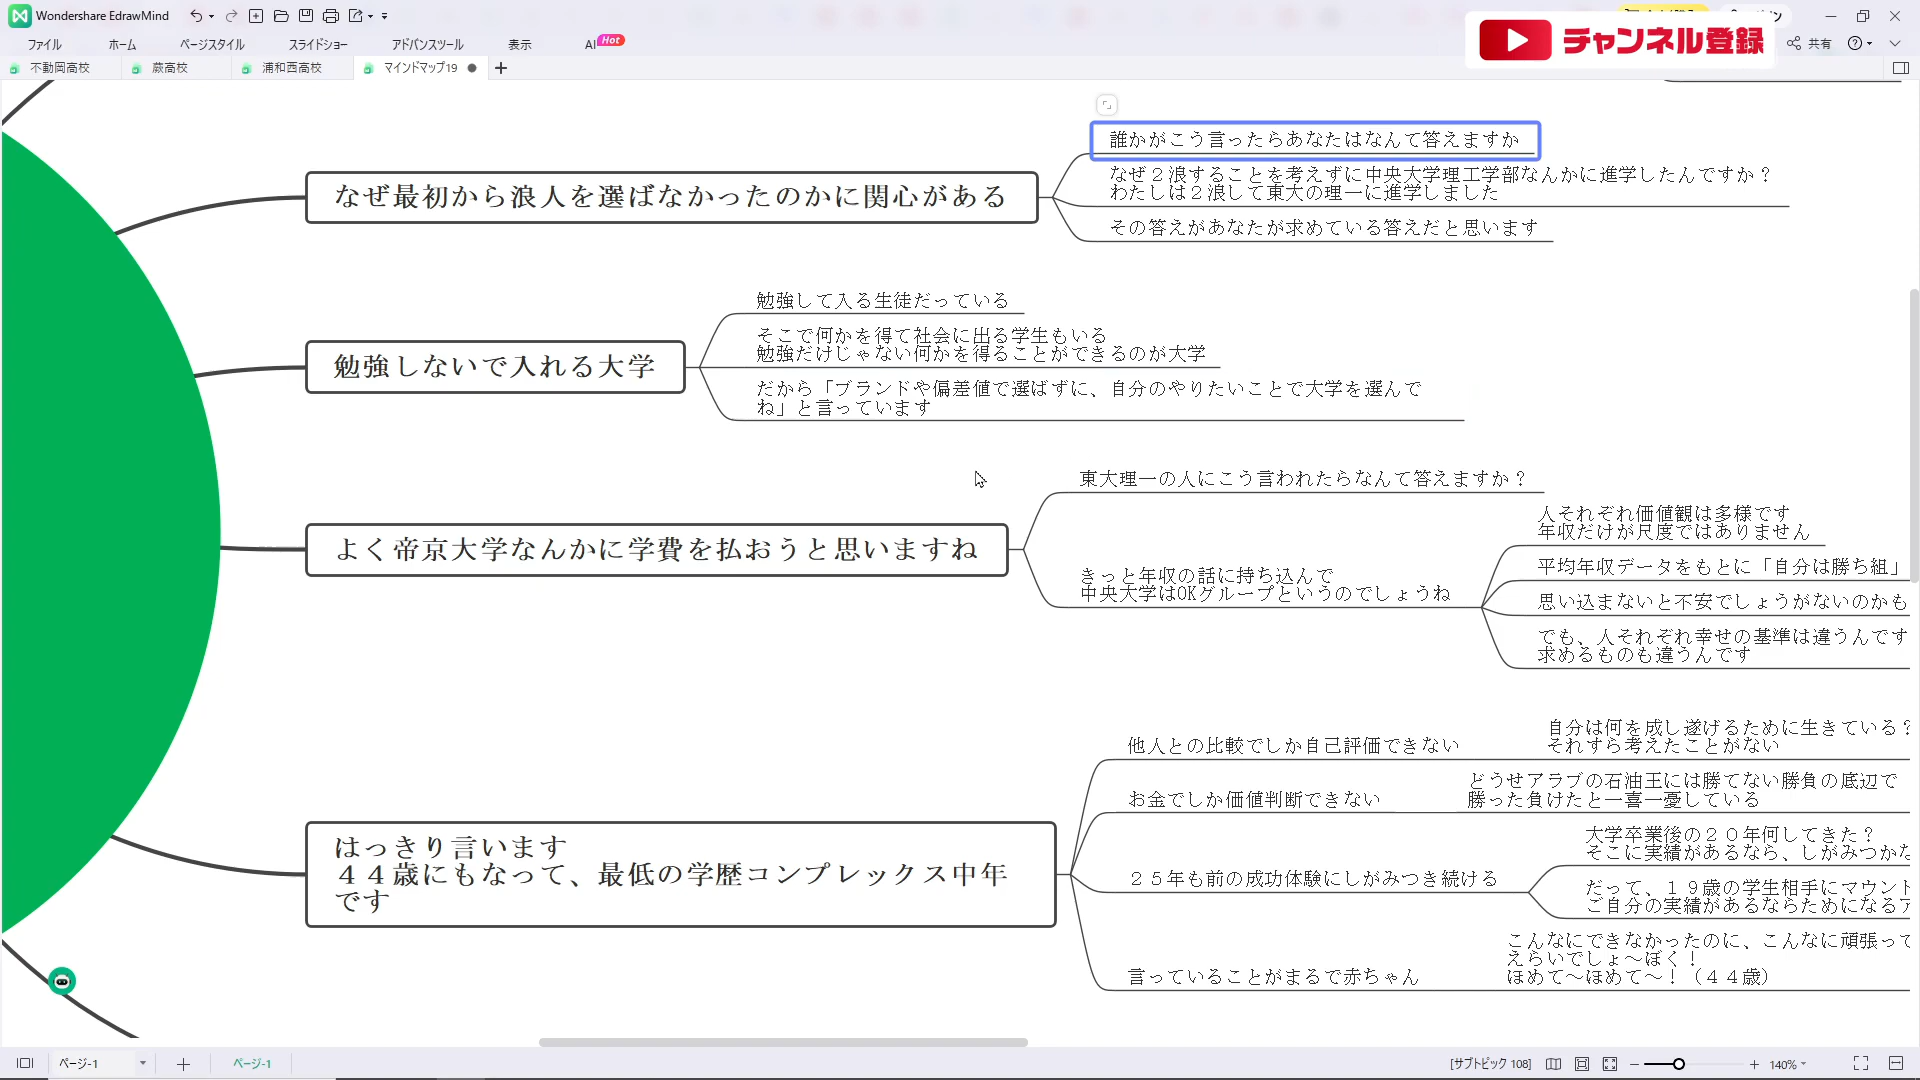 Wondershare EdrawMind
ファイル
ホーム
ページスタイル
スライドショー
アドバンスツール
表示
AI
Hot
チャンネル登録
共有
不動岡高校
蕨高校
浦和西高校
マインドマップ19
なぜ最初から浪人を選ばなかったのかに関心がある
誰かがこう言ったらあなたはなんて答えますか
なぜ２浪することを考えずに中央大学理工学部なんかに進学したんですか？
わたしは２浪して東大の理一に進学しました
その答えがあなたが求めている答えだと思います
勉強しないで入れる大学
勉強して入る生徒だっている
そこで何かを得て社会に出る学生もいる
勉強だけじゃない何かを得ることができるのが大学
だから「ブランドや偏差値で選ばずに、自分のやりたいことで大学を選んで
ね」と言っています
よく帝京大学なんかに学費を払おうと思いますね
東大理一の人にこう言われたらなんて答えますか？
きっと年収の話に持ち込んで
中央大学はOKグループというのでしょうね
人それぞれ価値観は多様です
年収だけが尺度ではありません
平均年収データをもとに「自分は勝ち組」
思い込まないと不安でしょうがないのかも
でも、人それぞれ幸せの基準は違うんです
求めるものも違うんです
はっきり言います
４４歳にもなって、最低の学歴コンプレックス中年
です
他人との比較でしか自己評価できない
自分は何を成し遂げるために生きている？
それすら考えたことがない
お金でしか価値判断できない
どうせアラブの石油王には勝てない勝負の底辺で
勝った負けたと一喜一憂している
２５年も前の成功体験にしがみつき続ける
大学卒業後の２０年何してきた？
そこに実績があるなら、しがみつかな
だって、１９歳の学生相手にマウント
ご自分の実績があるならためになるア
言っていることがまるで赤ちゃん
こんなにできなかったのに、こんなに頑張って
えらいでしょ～ぼく！
ほめて～ほめて～！（４４歳）
ページ-1
ページ-1
[サブトピック 108]
140%